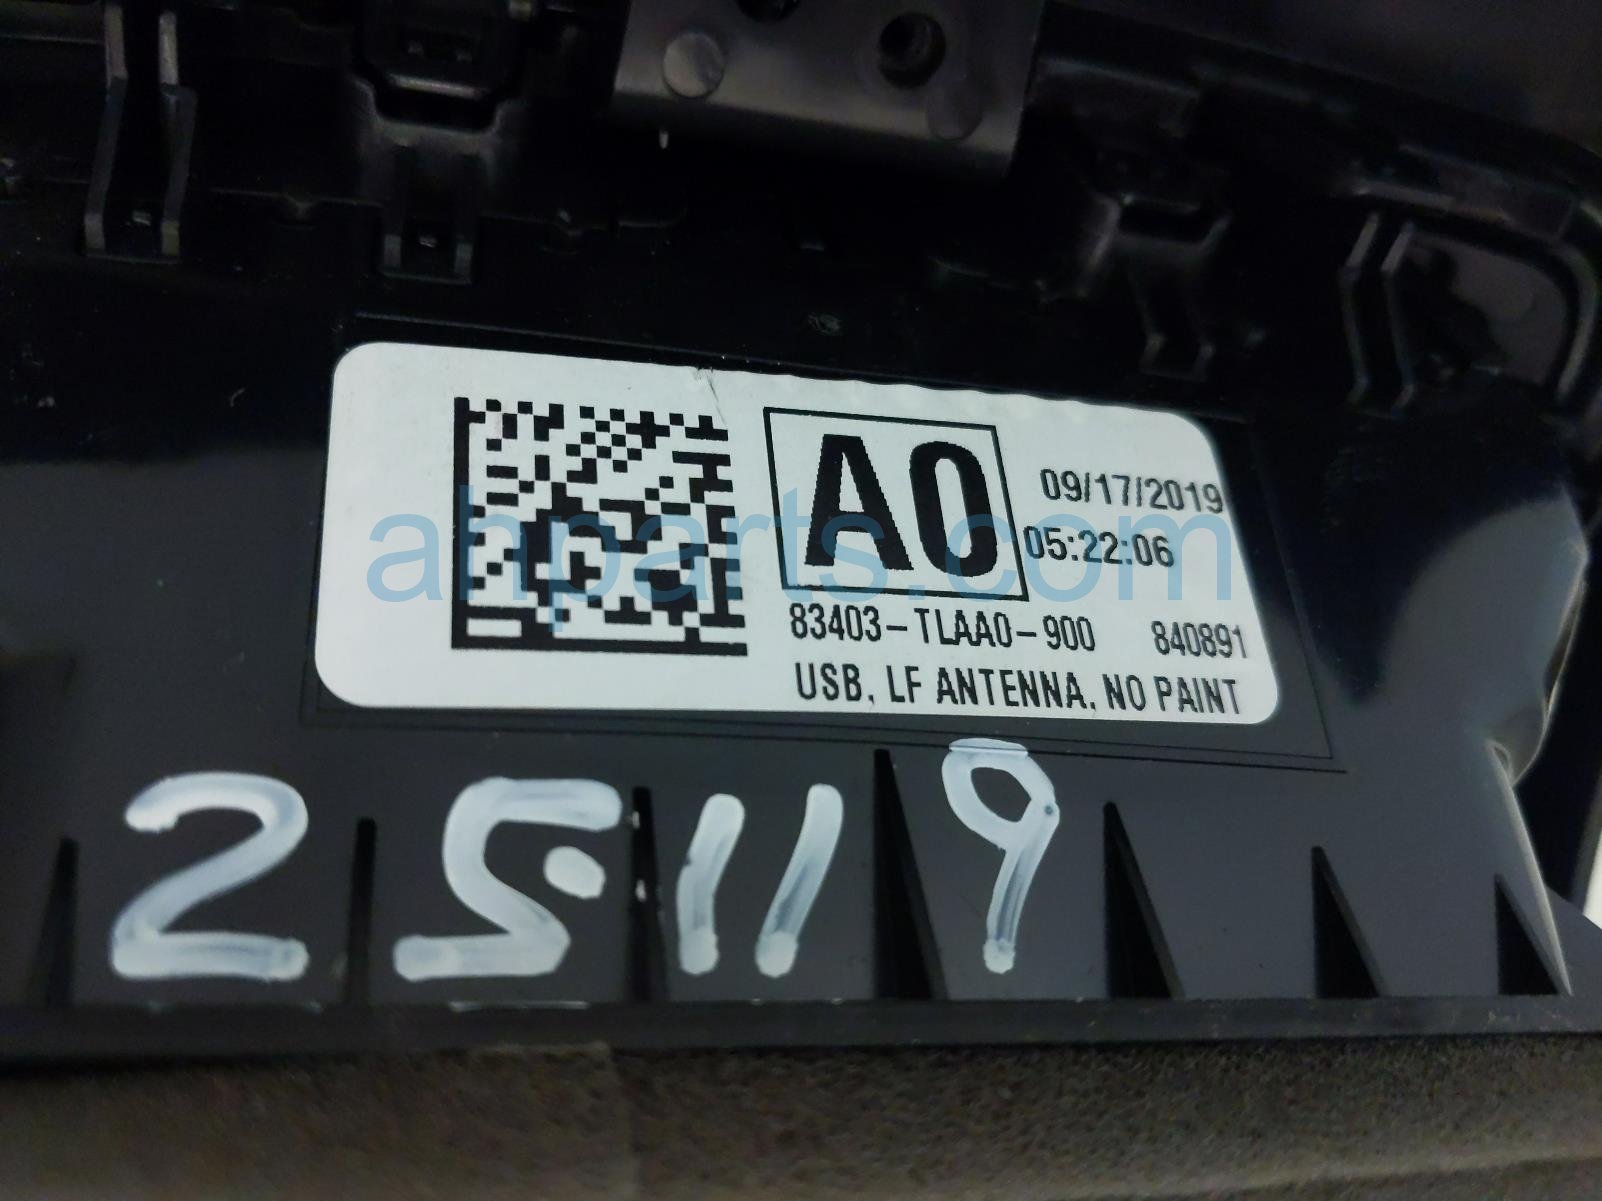 A0
09/17/2019
05:22:06
83403-TLAA0-900 840891
USB, LF ANTENNA, NO PAINT
ahparts.com
25119